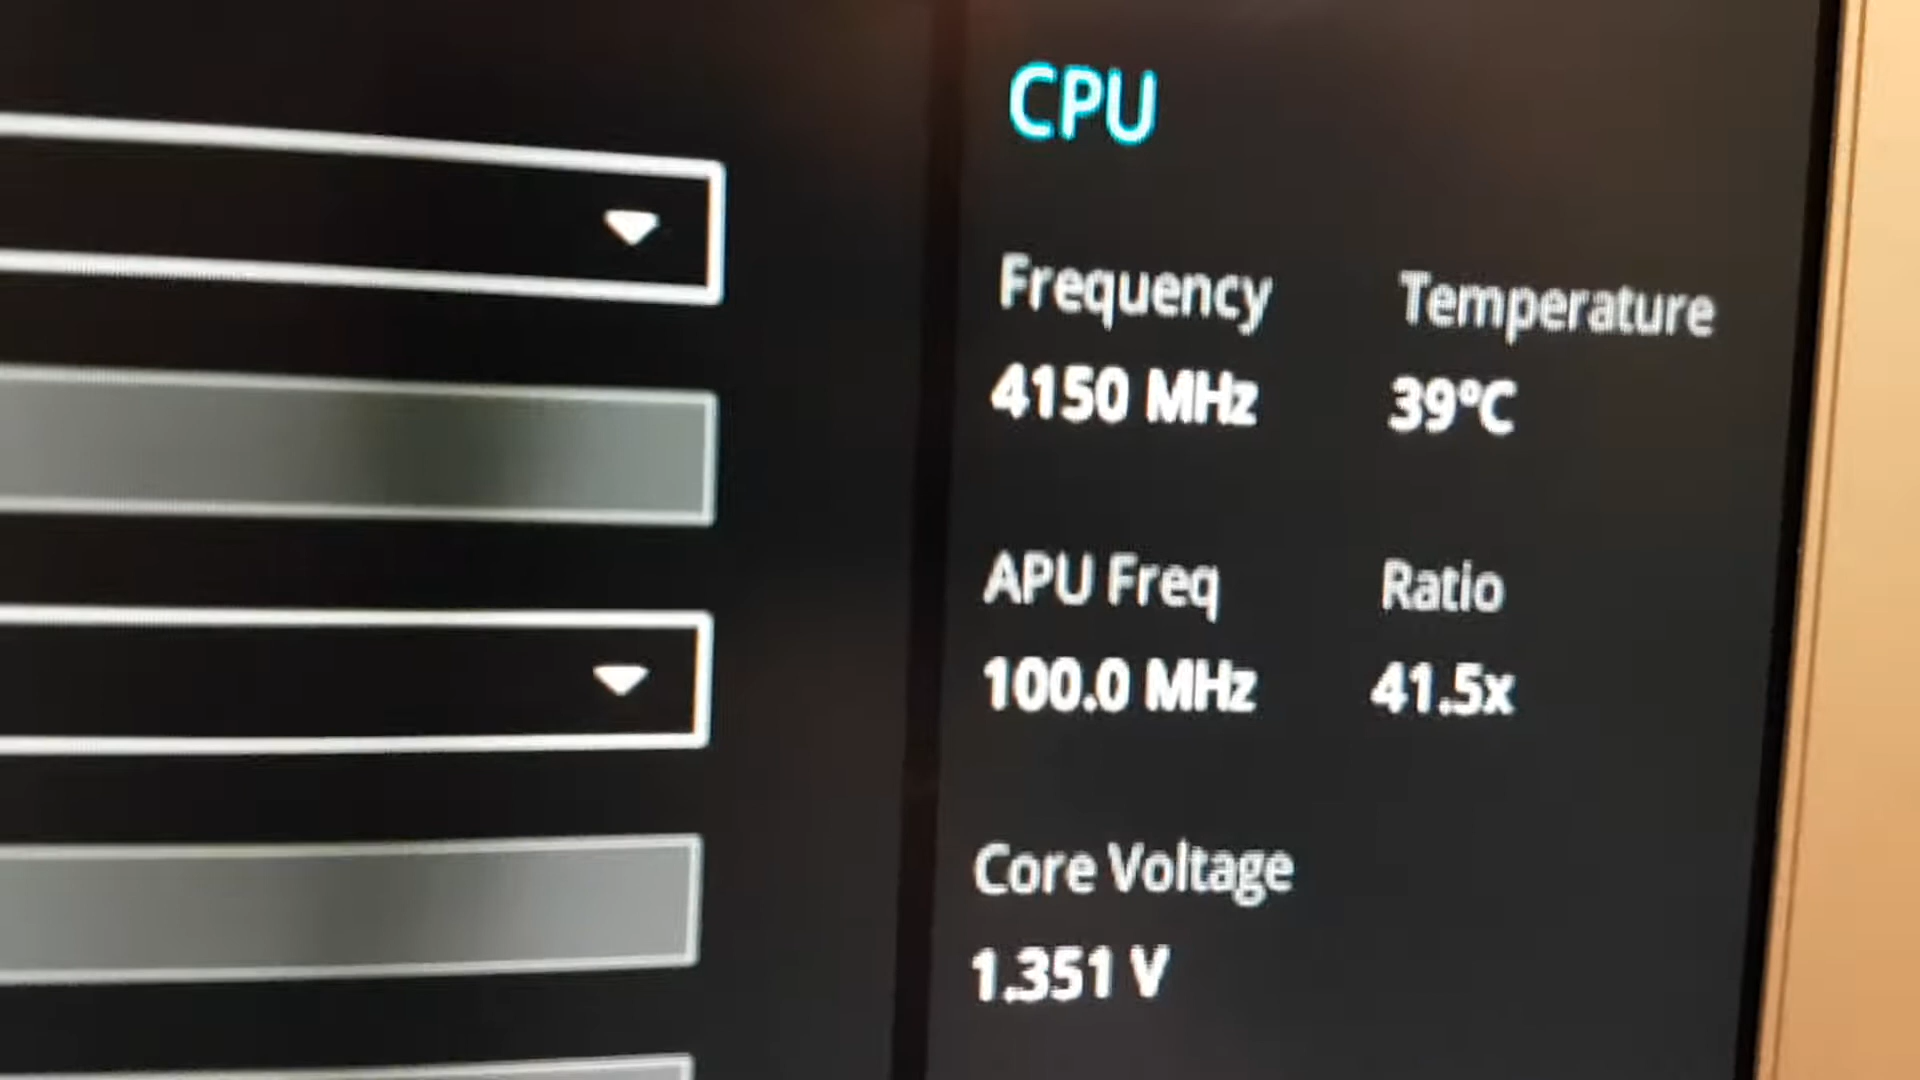 CPU
Frequency Temperature
4150 MHz 39°C
APU Freq Ratio
100.0 MHz 41.5x
Core Voltage
1.351 V